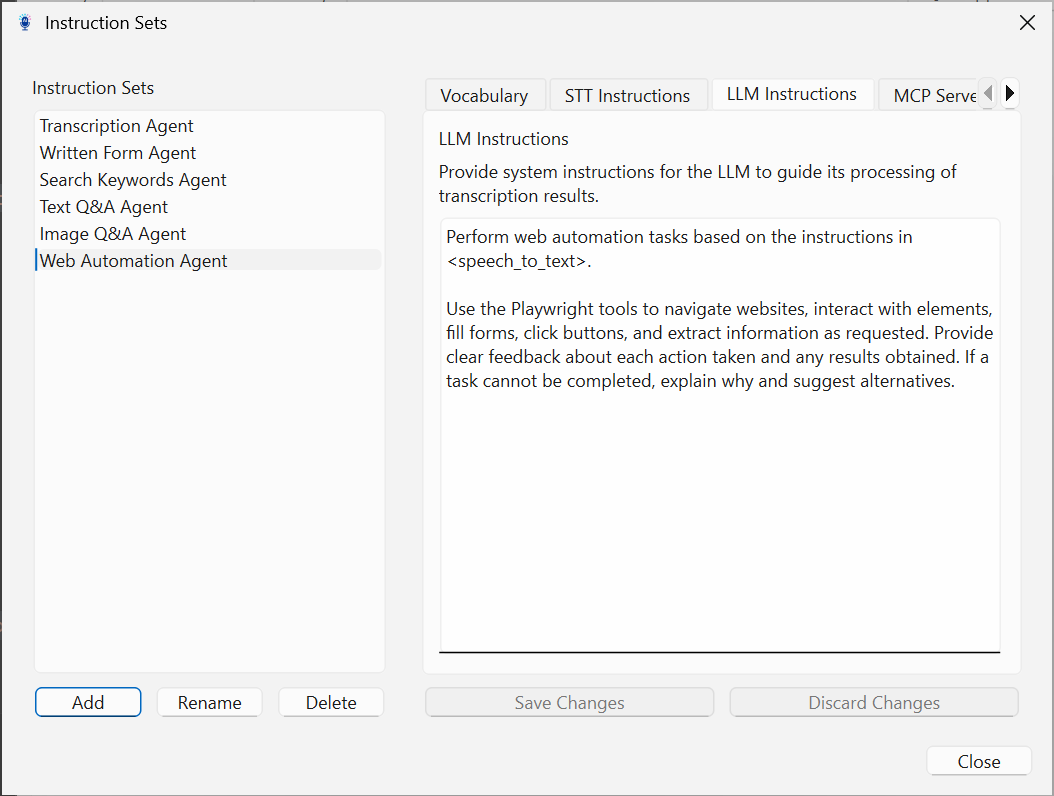 Instruction Sets
Instruction Sets
Transcription Agent
Written Form Agent
Search Keywords Agent
Text Q&A Agent
Image Q&A Agent
Web Automation Agent
Add Rename Delete
Vocabulary STT Instructions LLM Instructions MCP Serve
LLM Instructions
Provide system instructions for the LLM to guide its processing of
transcription results.
Perform web automation tasks based on the instructions in
<speech_to_text>.
Use the Playwright tools to navigate websites, interact with elements,
fill forms, click buttons, and extract information as requested. Provide
clear feedback about each action taken and any results obtained. If a
task cannot be completed, explain why and suggest alternatives.
Save Changes Discard Changes
Close